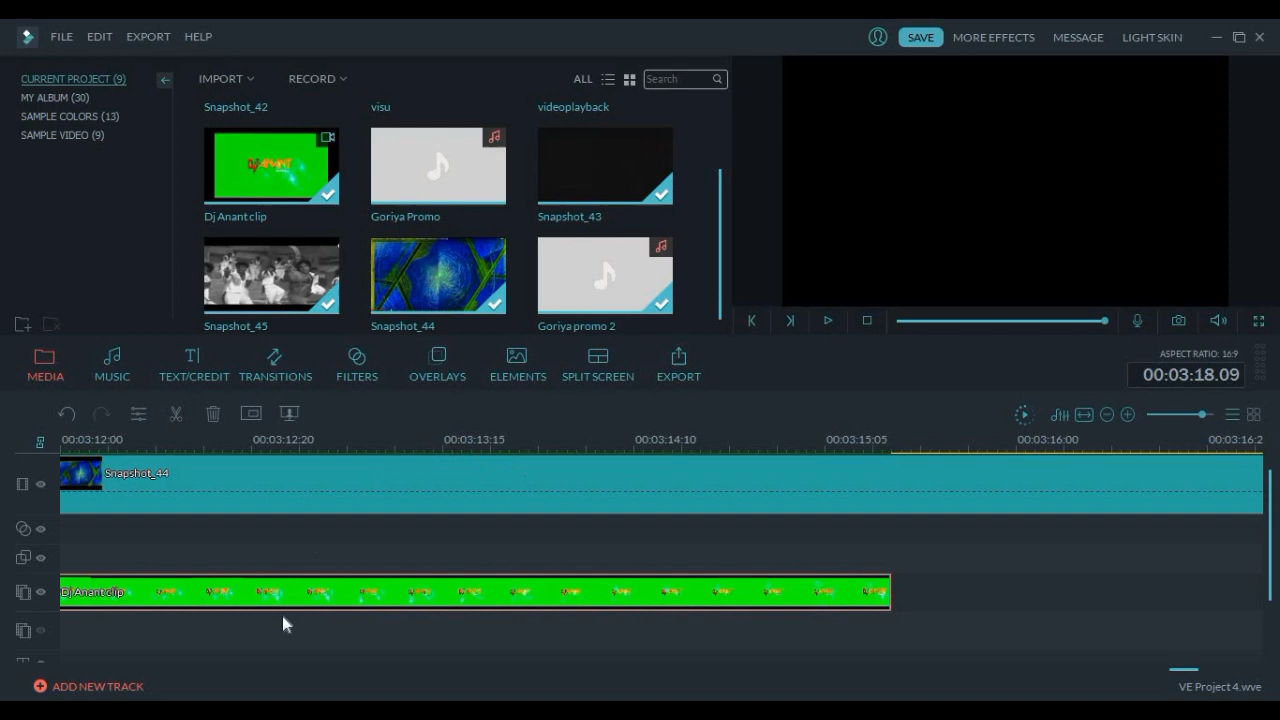 FILE EDIT EXPORT HELP SAVE MORE EFFECTS MESSAGE LIGHT SKIN
CURRENT PROJECT (9)
MY ALBUM (30)
SAMPLE COLORS (13)
SAMPLE VIDEO (9)
IMPORT RECORD ALL Search
Snapshot_42 visu videoplayback
Dj Anant clip Goriya Promo Snapshot_43
Snapshot_45 Snapshot_44 Goriya promo 2
MEDIA MUSIC TEXT/CREDIT TRANSITIONS FILTERS OVERLAYS ELEMENTS SPLIT SCREEN EXPORT
ASPECT RATIO: 16:9
00:03:18.09
00:03:12:00 00:03:12:20 00:03:13:15 00:03:14:10 00:03:15:05 00:03:16:00 00:03:16:2
Snapshot_44
Dj Anant clip
ADD NEW TRACK VE Project 4.wve